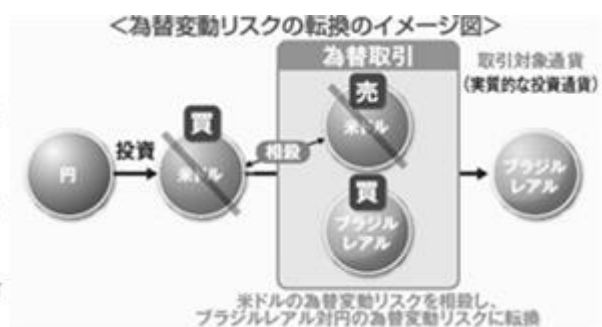 <為替変動リスクの転換のイメージ図>
為替取引
取引対象通貨
(実質的な投資通貨)
売
米ドル
買
投資
相殺
円
米ドル
買
ブラジル
レアル
ブラジル
レアル
米ドルの為替変動リスクを相殺し、
ブラジルレアル対円の為替変動リスクに転換